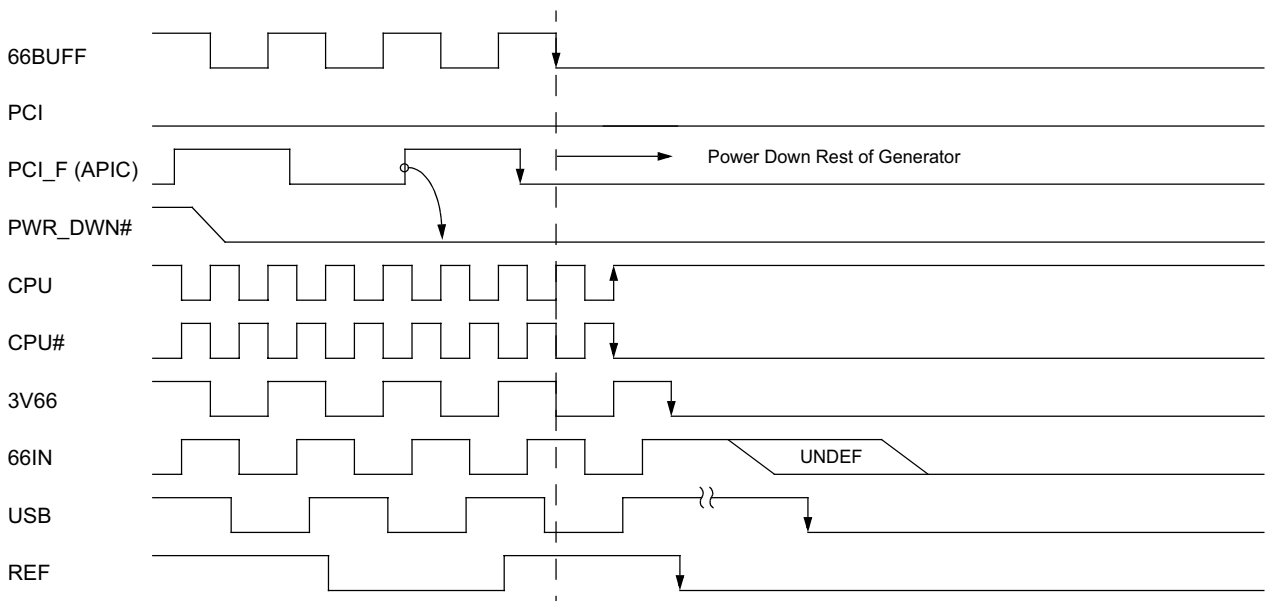 66BUFF
PCI
PCI_F (APIC)
Power Down Rest of Generator
PWR_DWN#
CPU
CPU#
3V66
66IN
UNDEF
USB
REF